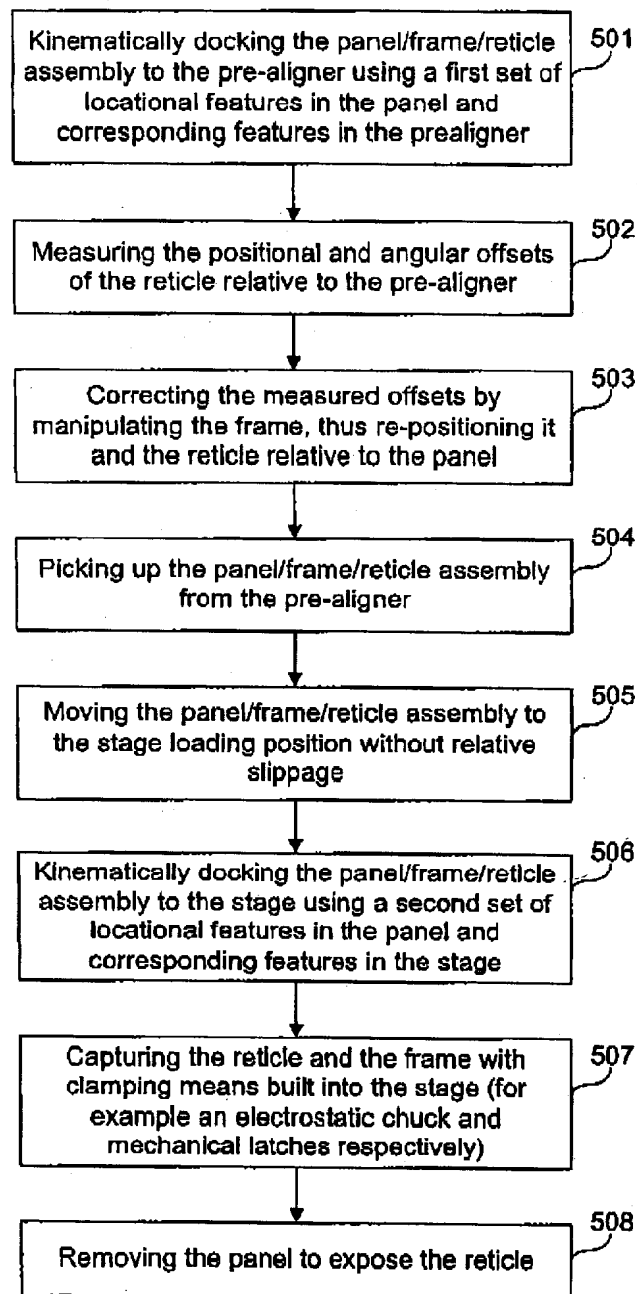 Kinematically docking the panel/frame/reticle
assembly to the pre-aligner using a first set of
locational features in the panel and
corresponding features in the prealigner
501
Measuring the positional and angular offsets
of the reticle relative to the pre-aligner
502
Correcting the measured offsets by
manipulating the frame, thus re-positioning it
and the reticle relative to the panel
503
Picking up the panel/frame/reticle assembly
from the pre-aligner
504
Moving the panel/frame/reticle assembly to
the stage loading position without relative
slippage
505
Kinematically docking the panel/frame/reticle
assembly to the stage using a second set of
locational features in the panel and
corresponding features in the stage
506
Capturing the reticle and the frame with
clamping means built into the stage (for
example an electrostatic chuck and
mechanical latches respectively)
507
Removing the panel to expose the reticle
508